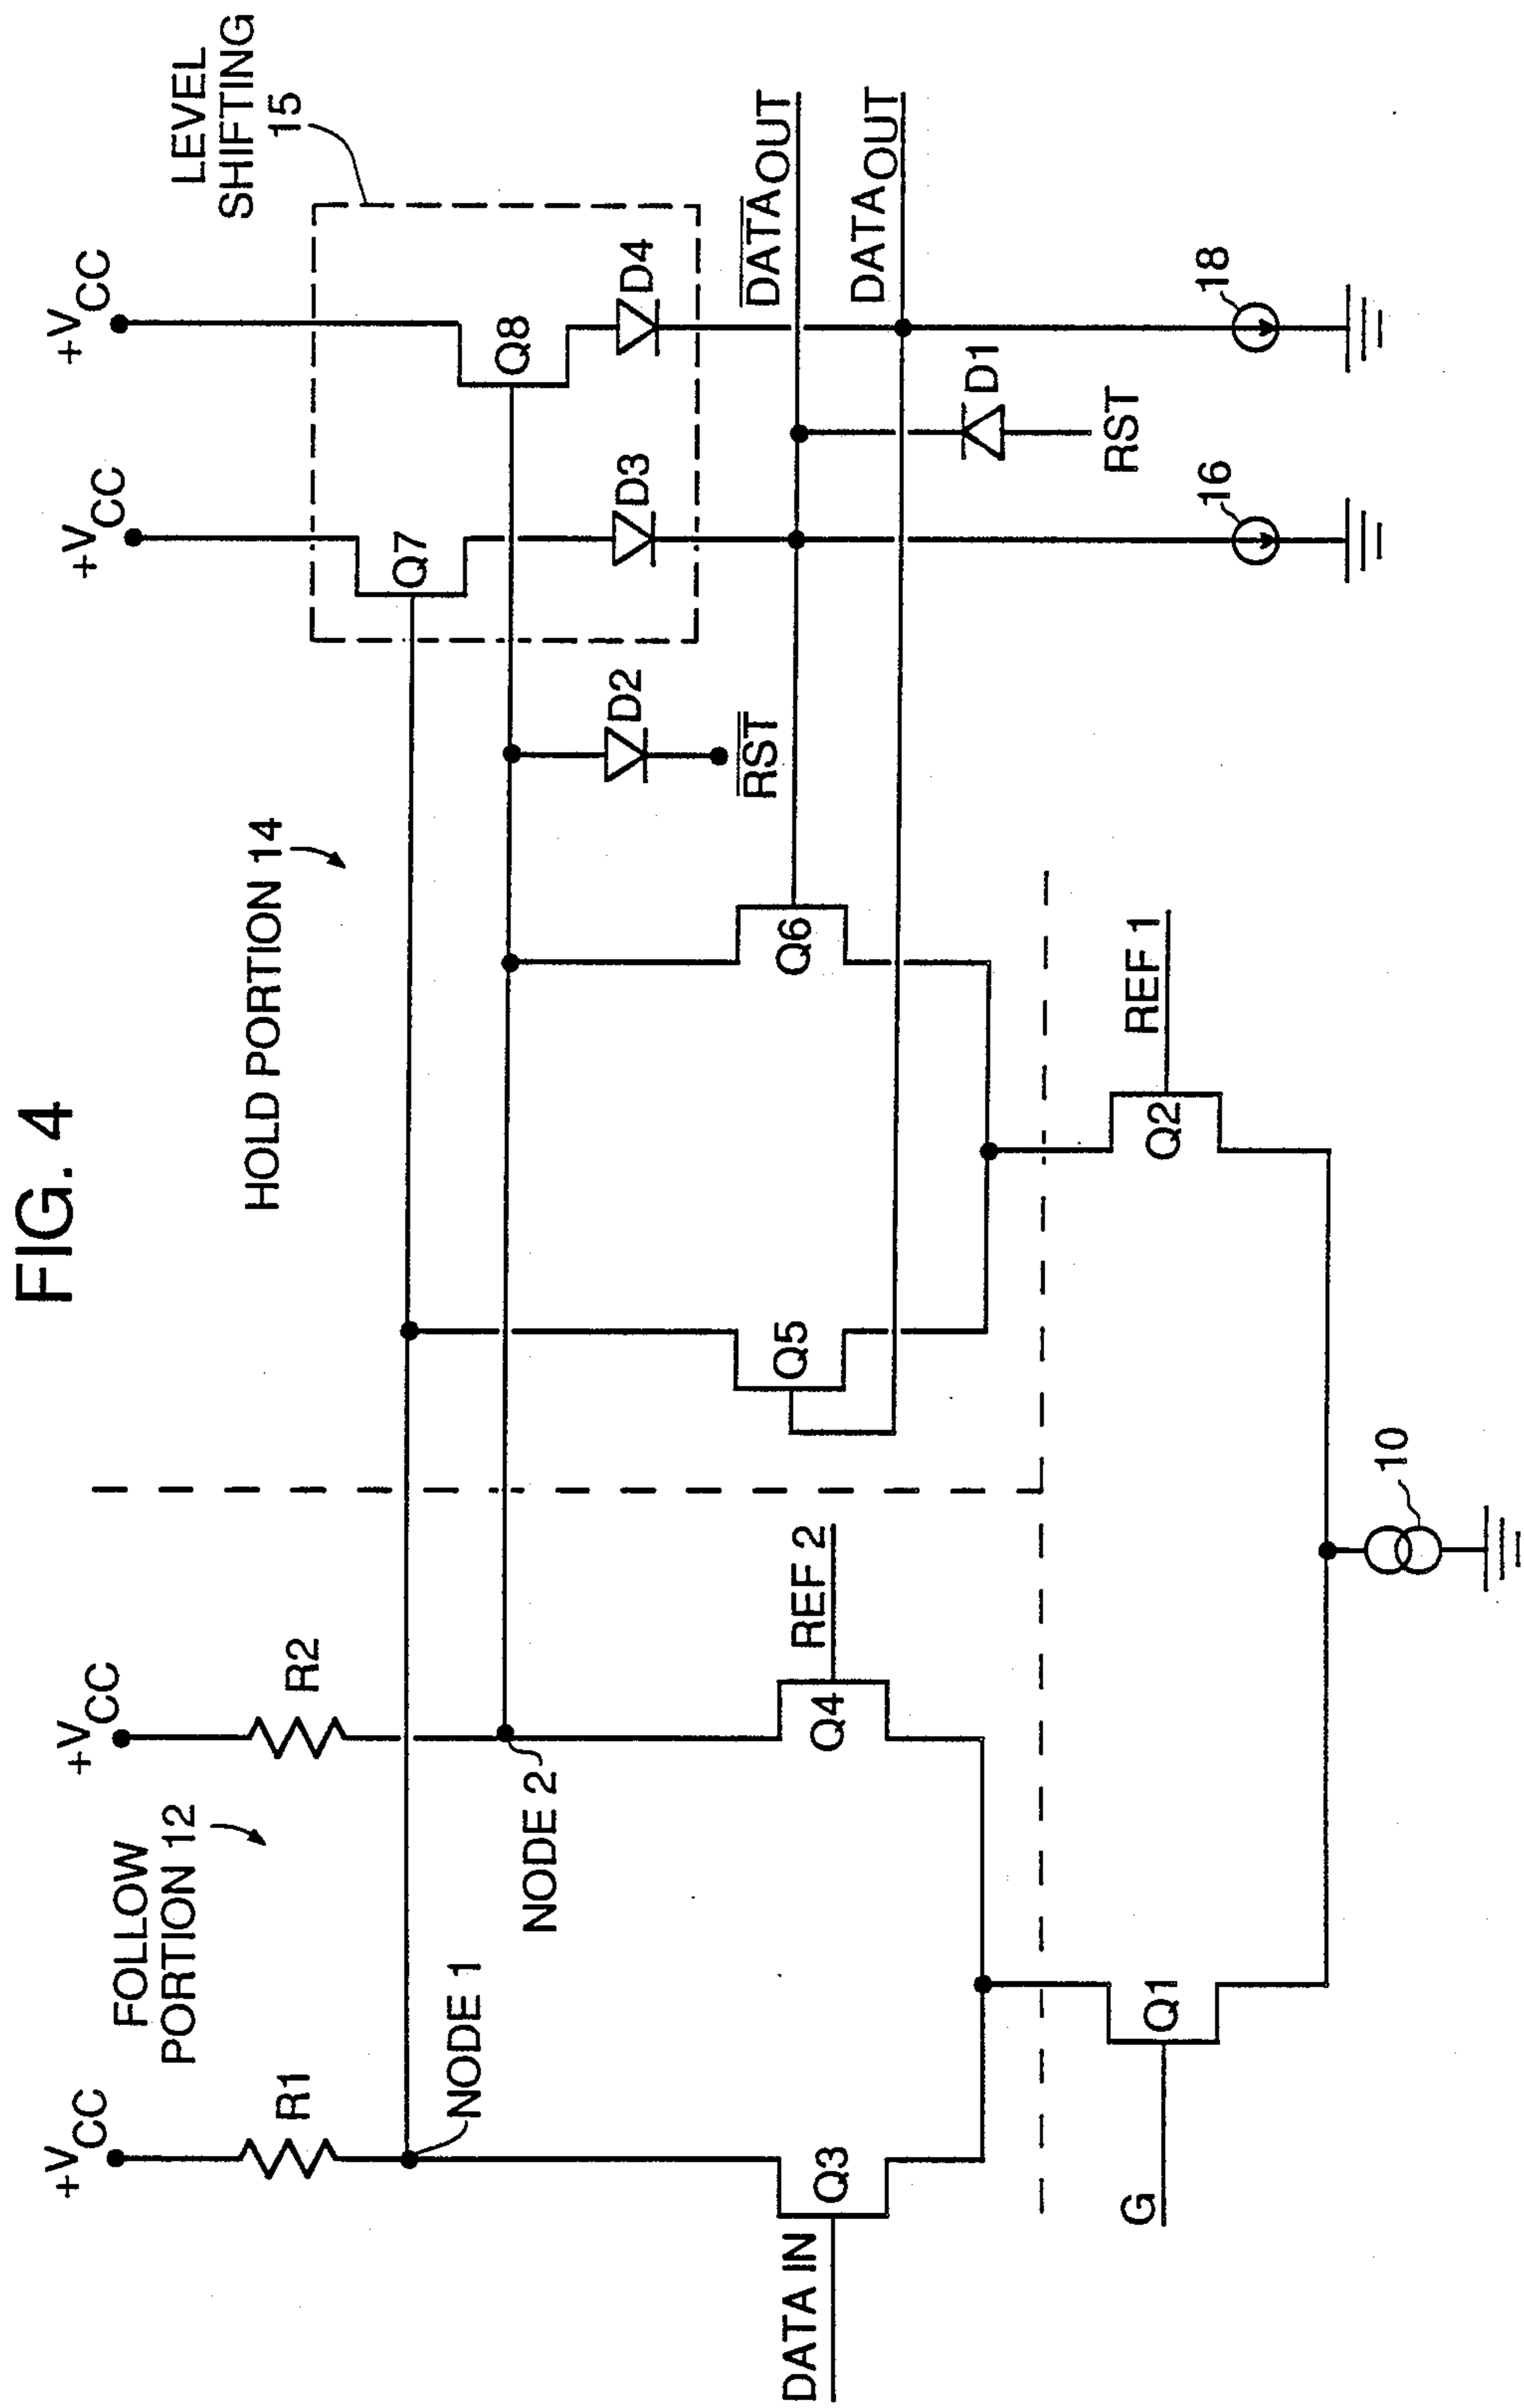 FIG. 4
+VCC
+VCC
+VCC
+VCC
LEVEL
SHIFTING
15
FOLLOW
PORTION 12
HOLD PORTION 14
R1
R2
Q7
Q8
NODE 1
NODE 2
D2
D3
D4
R̅S̅T̅
D̅A̅T̅A̅OUT
DATAOUT
DATA IN
Q3
Q4
REF 2
Q5
Q6
D1
RST
G
Q1
Q2
REF 1
16
18
10